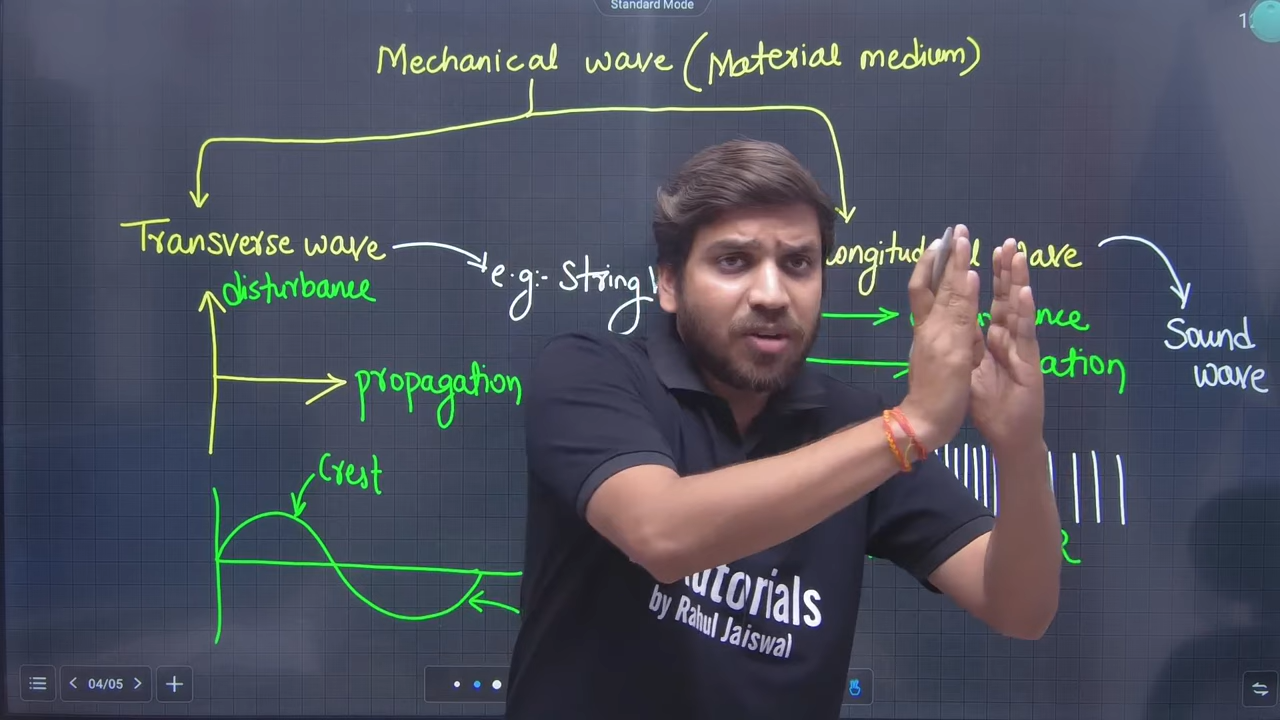 Standard Mode
Mechanical wave (Material medium)
Transverse wave
e.g:- String
disturbance
propagation
wave
Sound
wave
Crest
R
Tutorials
by Rahul Jaiswal
04/05